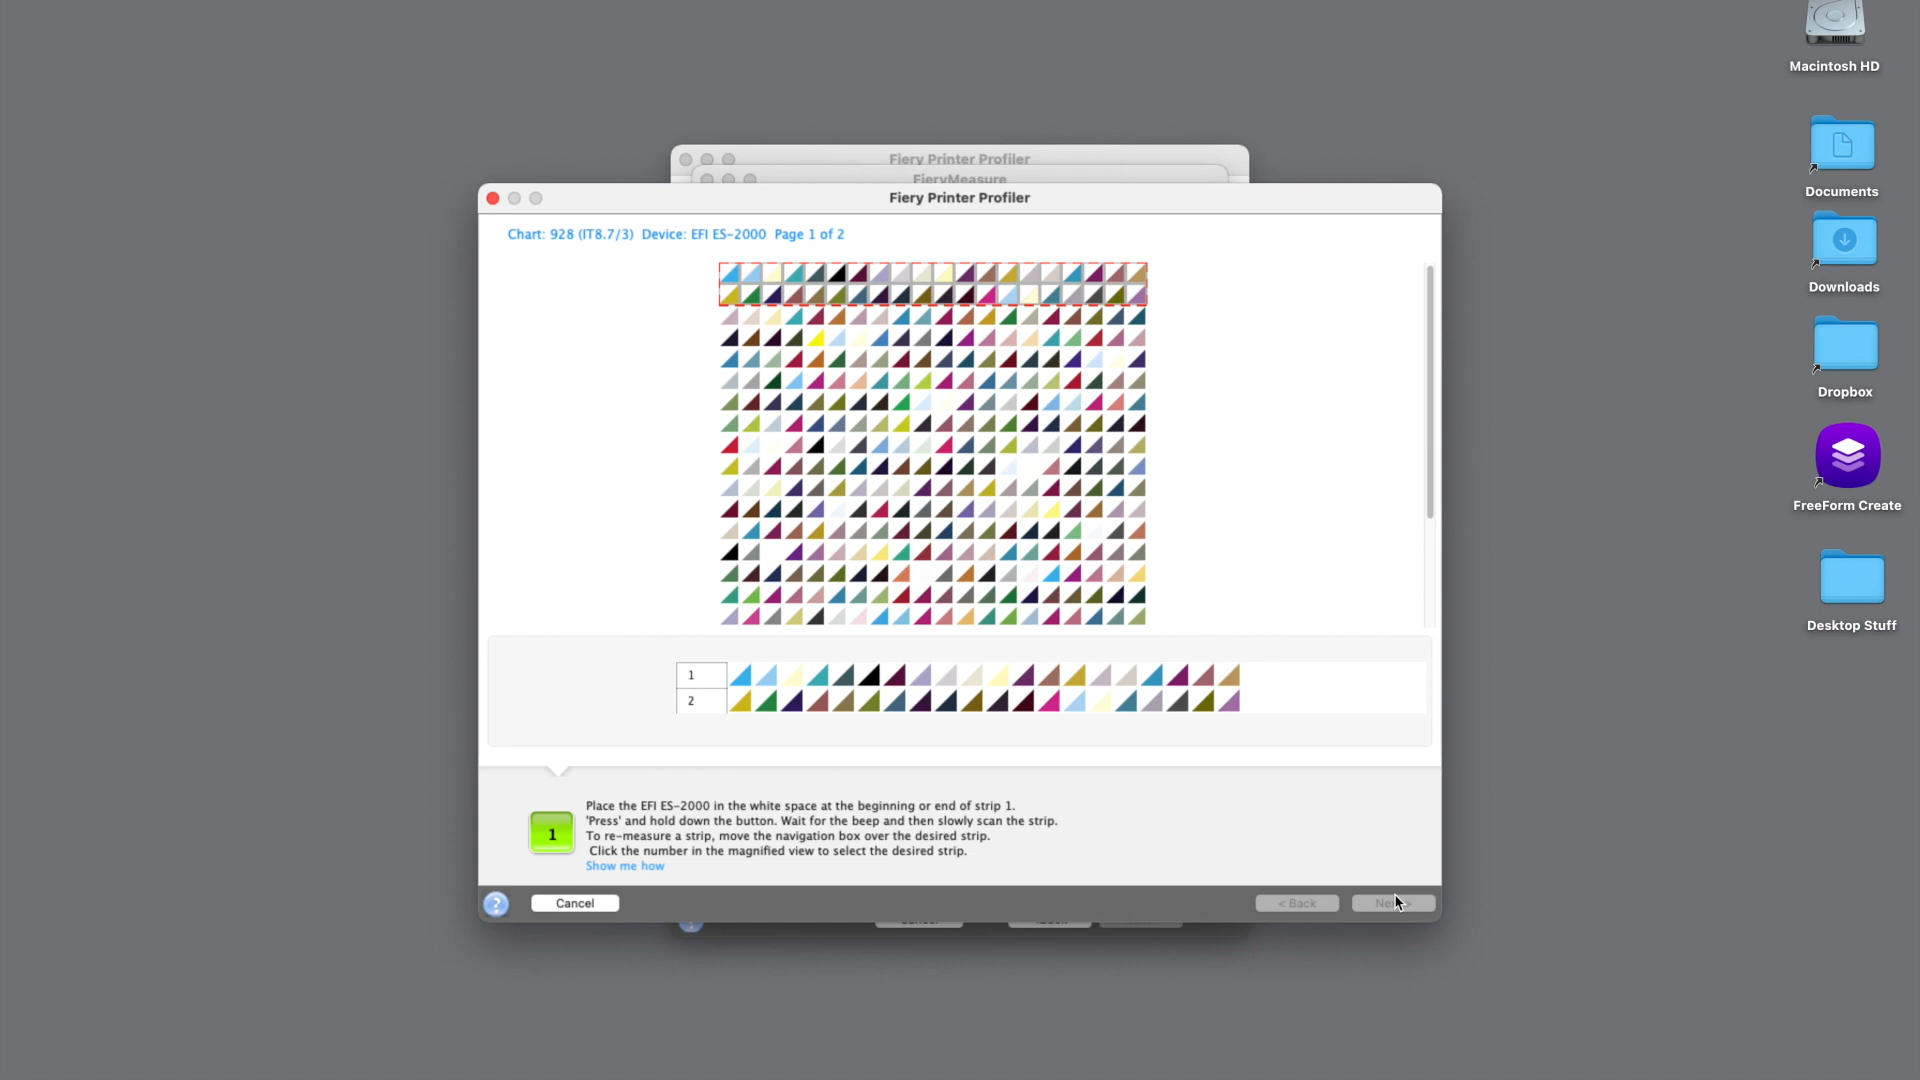 Macintosh HD
Documents
Downloads
Dropbox
FreeForm Create
Desktop Stuff
Fiery Printer Profiler
FieryMeasure
Fiery Printer Profiler
Chart: 928 (IT8.7/3) Device: EFI ES-2000 Page 1 of 2
1
2
1
Place the EFI ES-2000 in the white space at the beginning or end of strip 1.
'Press' and hold down the button. Wait for the beep and then slowly scan the strip.
To re-measure a strip, move the navigation box over the desired strip.
Click the number in the magnified view to select the desired strip.
Show me how
?
Cancel
< Back